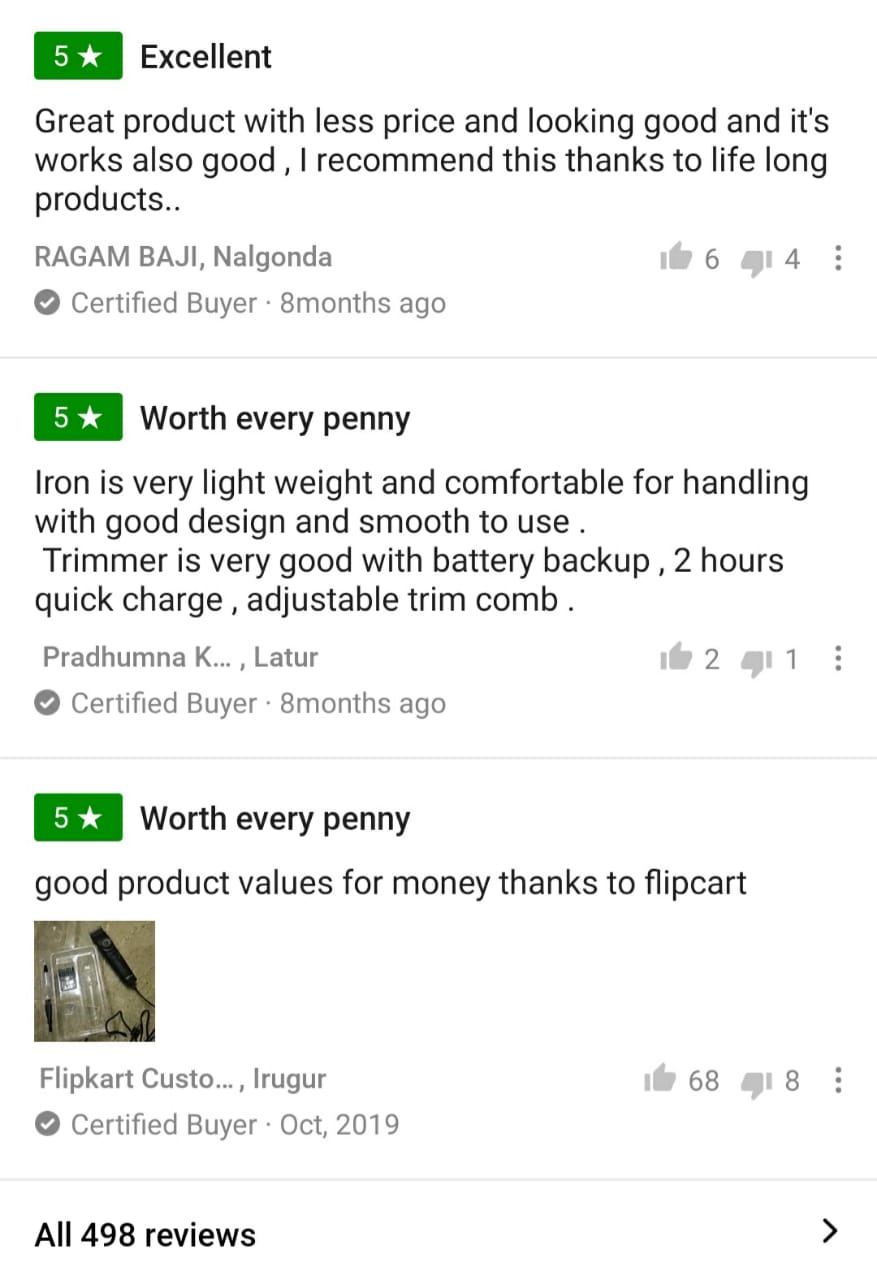 5 ★ Excellent
Great product with less price and looking good and it's
works also good , I recommend this thanks to life long
products..
RAGAM BAJI, Nalgonda 6 4
Certified Buyer · 8months ago
5 ★ Worth every penny
Iron is very light weight and comfortable for handling
with good design and smooth to use .
Trimmer is very good with battery backup , 2 hours
quick charge , adjustable trim comb .
Pradhumna K... , Latur 2 1
Certified Buyer · 8months ago
5 ★ Worth every penny
good product values for money thanks to flipcart
Flipkart Custo... , Irugur 68 8
Certified Buyer · Oct, 2019
All 498 reviews